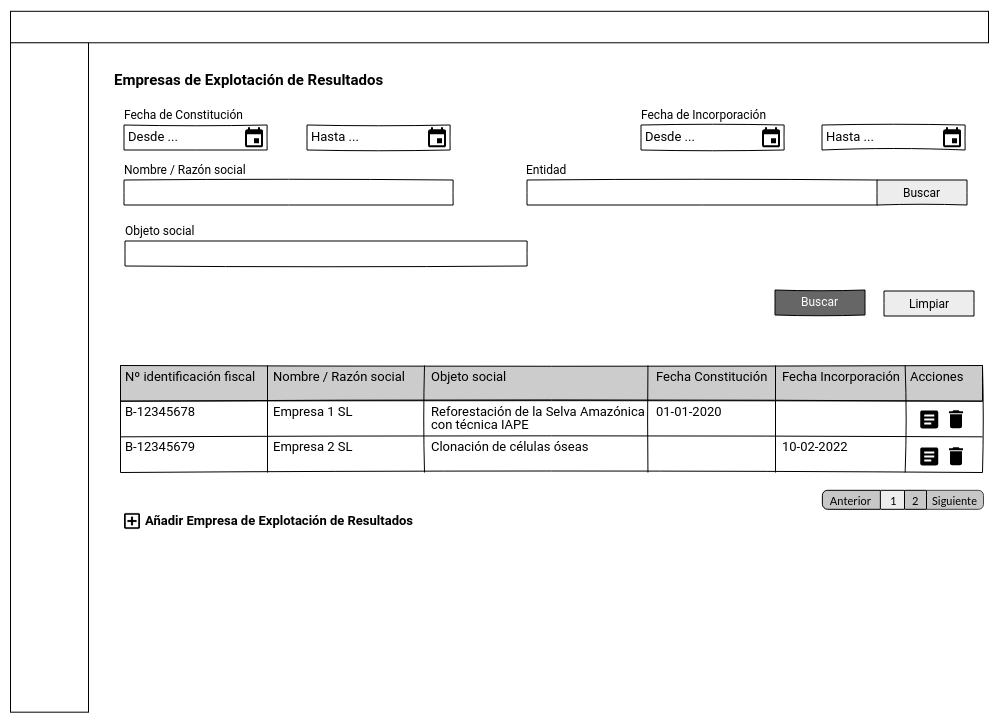 Empresas de Explotación de Resultados
Fecha de Constitución
Fecha de Incorporación
Desde ...
Hasta ...
Desde ...
Hasta ...
Nombre / Razón social
Entidad
Buscar
Objeto social
Buscar
Limpiar
Nº identificación fiscal
Nombre / Razón social
Objeto social
Fecha Constitución
Fecha Incorporación
Acciones
B-12345678
Empresa 1 SL
Reforestación de la Selva Amazónica
con técnica IAPE
01-01-2020
B-12345679
Empresa 2 SL
Clonación de células óseas
10-02-2022
Anterior
1
2
Siguiente
Añadir Empresa de Explotación de Resultados